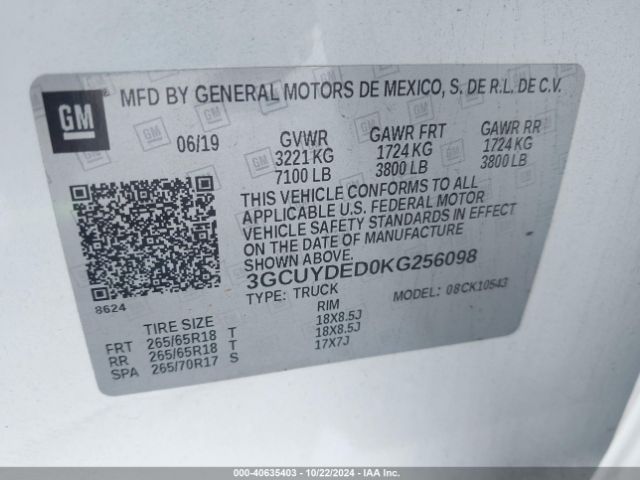 GM
MFD BY GENERAL MOTORS DE MEXICO, S. DE R.L. DE C.V.
06/19 GVWR GAWR FRT GAWR RR
3221 KG 1724 KG 1724 KG
7100 LB 3800 LB 3800 LB
THIS VEHICLE CONFORMS TO ALL
APPLICABLE U.S. FEDERAL MOTOR
VEHICLE SAFETY STANDARDS IN EFFECT
ON THE DATE OF MANUFACTURE
SHOWN ABOVE.
3GCUYDED0KG256098
TYPE: TRUCK MODEL: 08CK10543
8624
TIRE SIZE RIM
FRT 265/65R18 T 18X8.5J
RR 265/65R18 T 18X8.5J
SPA 265/70R17 S 17X7J
000-40635403 - 10/22/2024 - IAAI.com